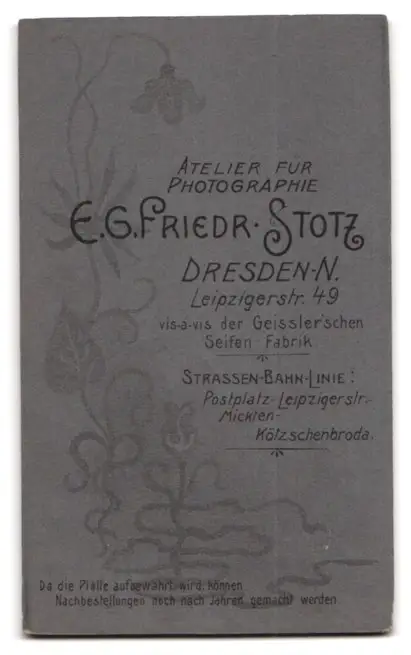 ATELIER FÜR
PHOTOGRAPHIE
E.G. FRIEDR. STOTZ
DRESDEN-N.
Leipzigerstr. 49
vis-a-vis der Geissler'schen
Seifen Fabrik
STRASSEN-BAHN-LINIE:
Postplatz-Leipzigerstr.-
Mickten-
Kötzschenbroda.
Da die Platte aufbewahrt wird, können
Nachbestellungen noch nach Jahren gemacht werden